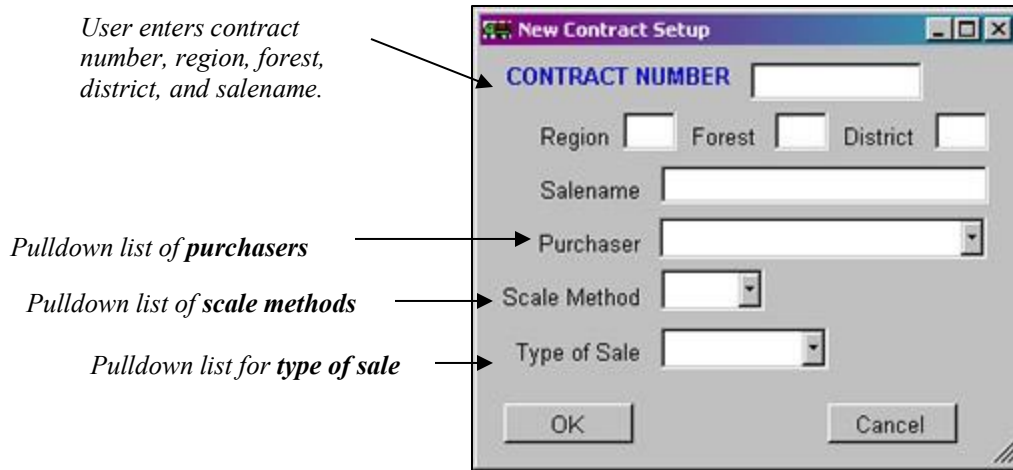 User enters contract
number, region, forest,
district, and salename.
New Contract Setup
CONTRACT NUMBER
Region Forest District
Salename
Pulldown list of purchasers
Purchaser
Pulldown list of scale methods
Scale Method
Pulldown list for type of sale
Type of Sale
OK Cancel